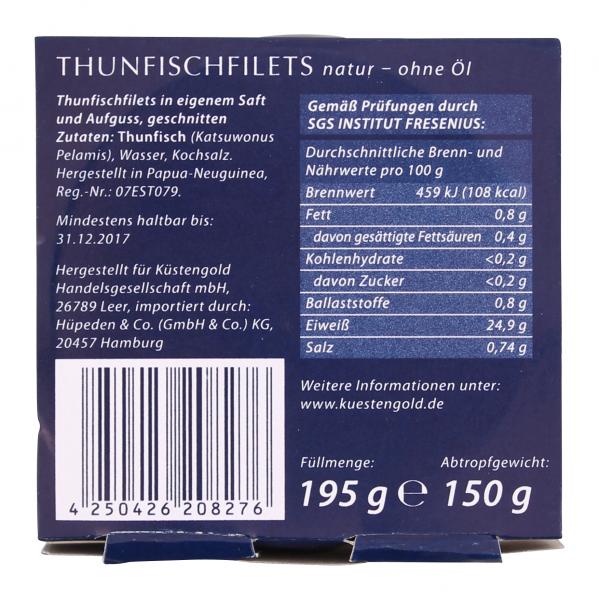 THUNFISCHFILETS natur – ohne Öl
Thunfischfilets in eigenem Saft
und Aufguss, geschnitten
Zutaten: Thunfisch (Katsuwonus
Pelamis), Wasser, Kochsalz.
Hergestellt in Papua-Neuguinea,
Reg.-Nr.: 07EST079.
Mindestens haltbar bis:
31.12.2017
Hergestellt für Küstengold
Handelsgesellschaft mbH,
26789 Leer, importiert durch:
Hüpeden & Co. (GmbH & Co.) KG,
20457 Hamburg
4 250426 208276
Gemäß Prüfungen durch
SGS INSTITUT FRESENIUS:
Durchschnittliche Brenn- und
Nährwerte pro 100 g
Brennwert 459 kJ (108 kcal)
Fett 0,8 g
davon gesättigte Fettsäuren 0,4 g
Kohlenhydrate <0,2 g
davon Zucker <0,2 g
Ballaststoffe 0,8 g
Eiweiß 24,9 g
Salz 0,74 g
Weitere Informationen unter:
www.kuestengold.de
Füllmenge: Abtropfgewicht:
195 g ℮ 150 g